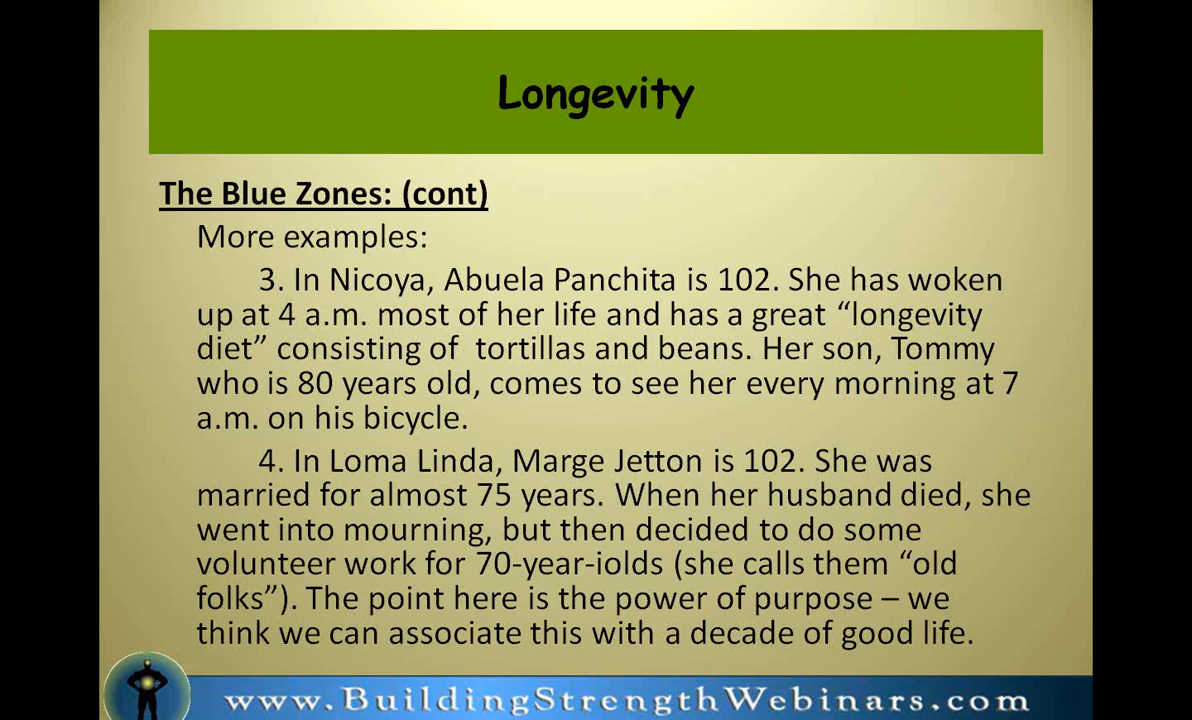 Longevity
The Blue Zones: (cont)
More examples:
3. In Nicoya, Abuela Panchita is 102. She has woken
up at 4 a.m. most of her life and has a great “longevity
diet” consisting of tortillas and beans. Her son, Tommy
who is 80 years old, comes to see her every morning at 7
a.m. on his bicycle.
4. In Loma Linda, Marge Jetton is 102. She was
married for almost 75 years. When her husband died, she
went into mourning, but then decided to do some
volunteer work for 70-year-iolds (she calls them “old
folks”). The point here is the power of purpose – we
think we can associate this with a decade of good life.
www.BuildingStrengthWebinars.com